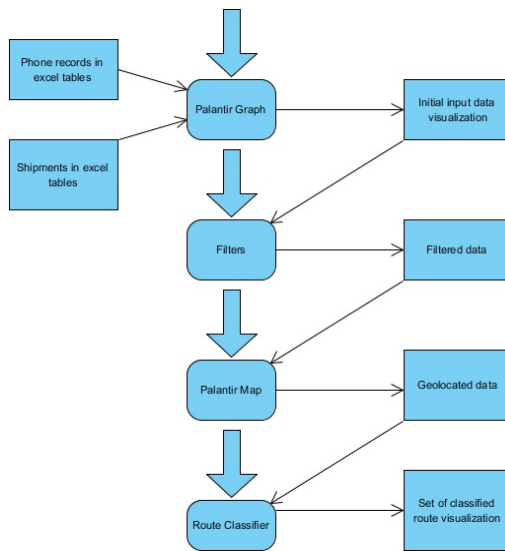 Phone records in
excel tables
Palantir Graph
Initial input data
visualization
Shipments in excel
tables
Filters
Filtered data
Palantir Map
Geolocated data
Route Classifier
Set of classified
route visualization